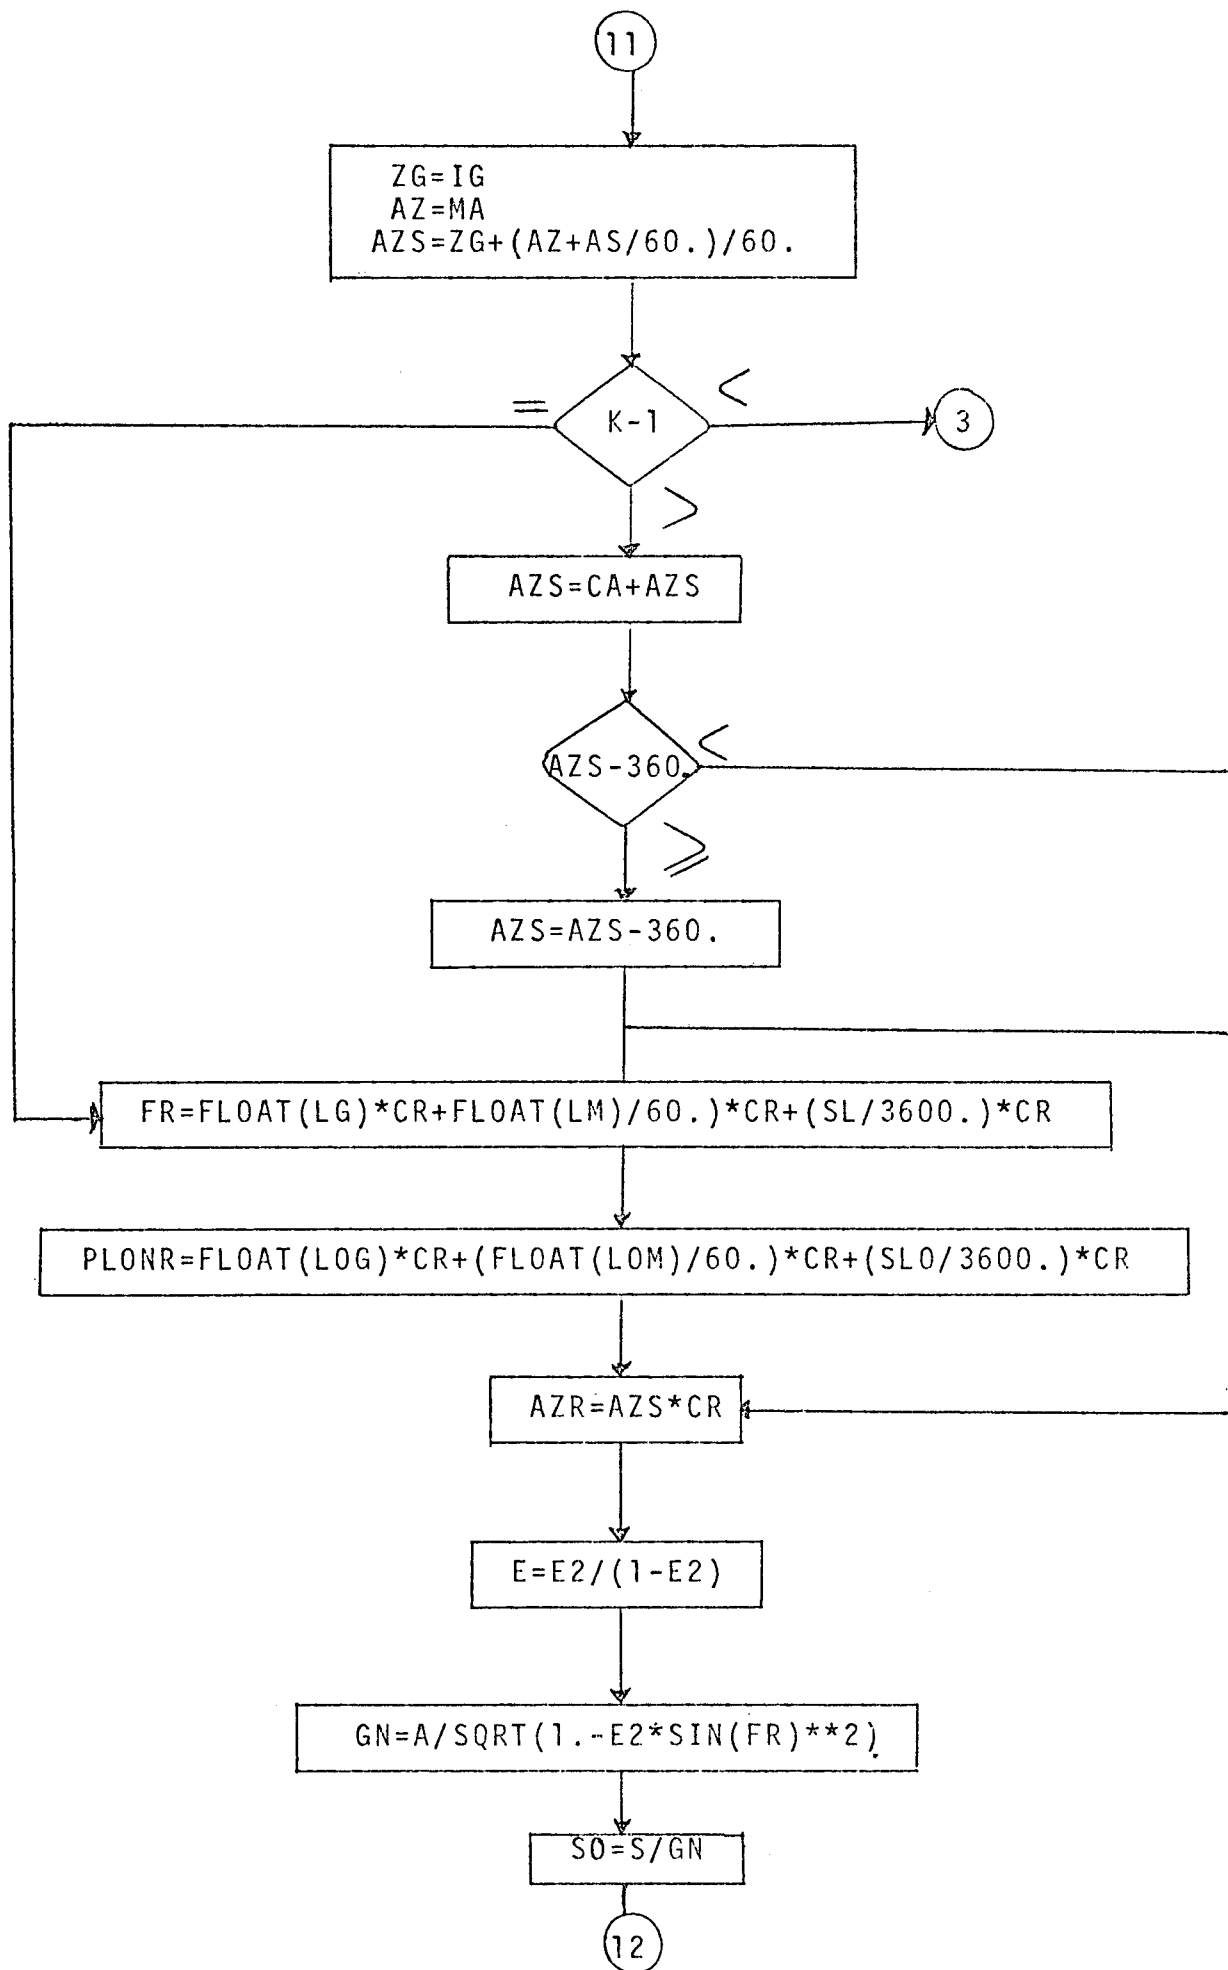 11
ZG=IG
AZ=MA
AZS=ZG+(AZ+AS/60.)/60.
=
K-1
<
3
>
AZS=CA+AZS
AZS-360.
<
≥
AZS=AZS-360.
FR=FLOAT(LG)*CR+FLOAT(LM)/60.)*CR+(SL/3600.)*CR
PLONR=FLOAT(LOG)*CR+(FLOAT(LOM)/60.)*CR+(SLO/3600.)*CR
AZR=AZS*CR
E=E2/(1-E2)
GN=A/SQRT(1.-E2*SIN(FR)**2)
SO=S/GN
12